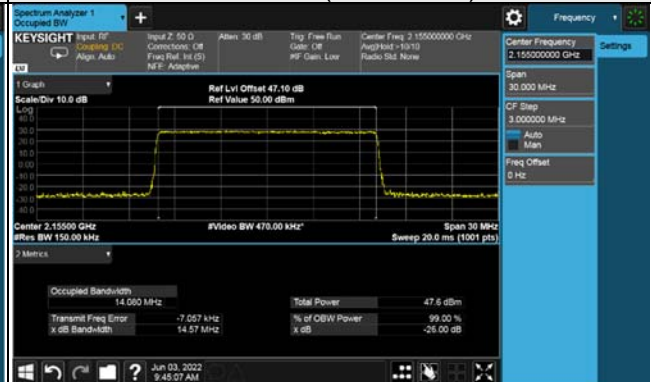 Spectrum Analyzer 1
Occupied BW
+
Frequency
KEYSIGHT
Input: RF
Coupling: DC
Align: Auto
Input Z: 50 Ω
Corrections: Off
Freq Ref: Int (S)
NFE: Adaptive
Atten: 30 dB
Trig: Free Run
Gate: Off
#IF Gain: Low
Center Freq: 2.155000000 GHz
Avg|Hold:>10/10
Radio Std: None
Center Frequency
2.155000000 GHz
Settings
Span
30.000 MHz
CF Step
3.000000 MHz
Auto
Man
Freq Offset
0 Hz
1 Graph
Scale/Div 10.0 dB
Ref Lvl Offset 47.10 dB
Ref Value 50.00 dBm
Log
40.0
30.0
20.0
10.0
0.00
-10.0
-20.0
-30.0
-40.0
Center 2.15500 GHz
#Res BW 150.00 kHz
#Video BW 470.00 kHz*
Span 30 MHz
Sweep 20.0 ms (1001 pts)
2 Metrics
Occupied Bandwidth
14.080 MHz
Total Power 47.6 dBm
Transmit Freq Error -7.057 kHz
% of OBW Power 99.00 %
x dB Bandwidth 14.57 MHz
x dB -26.00 dB
?
Jun 03, 2022
9:45:07 AM